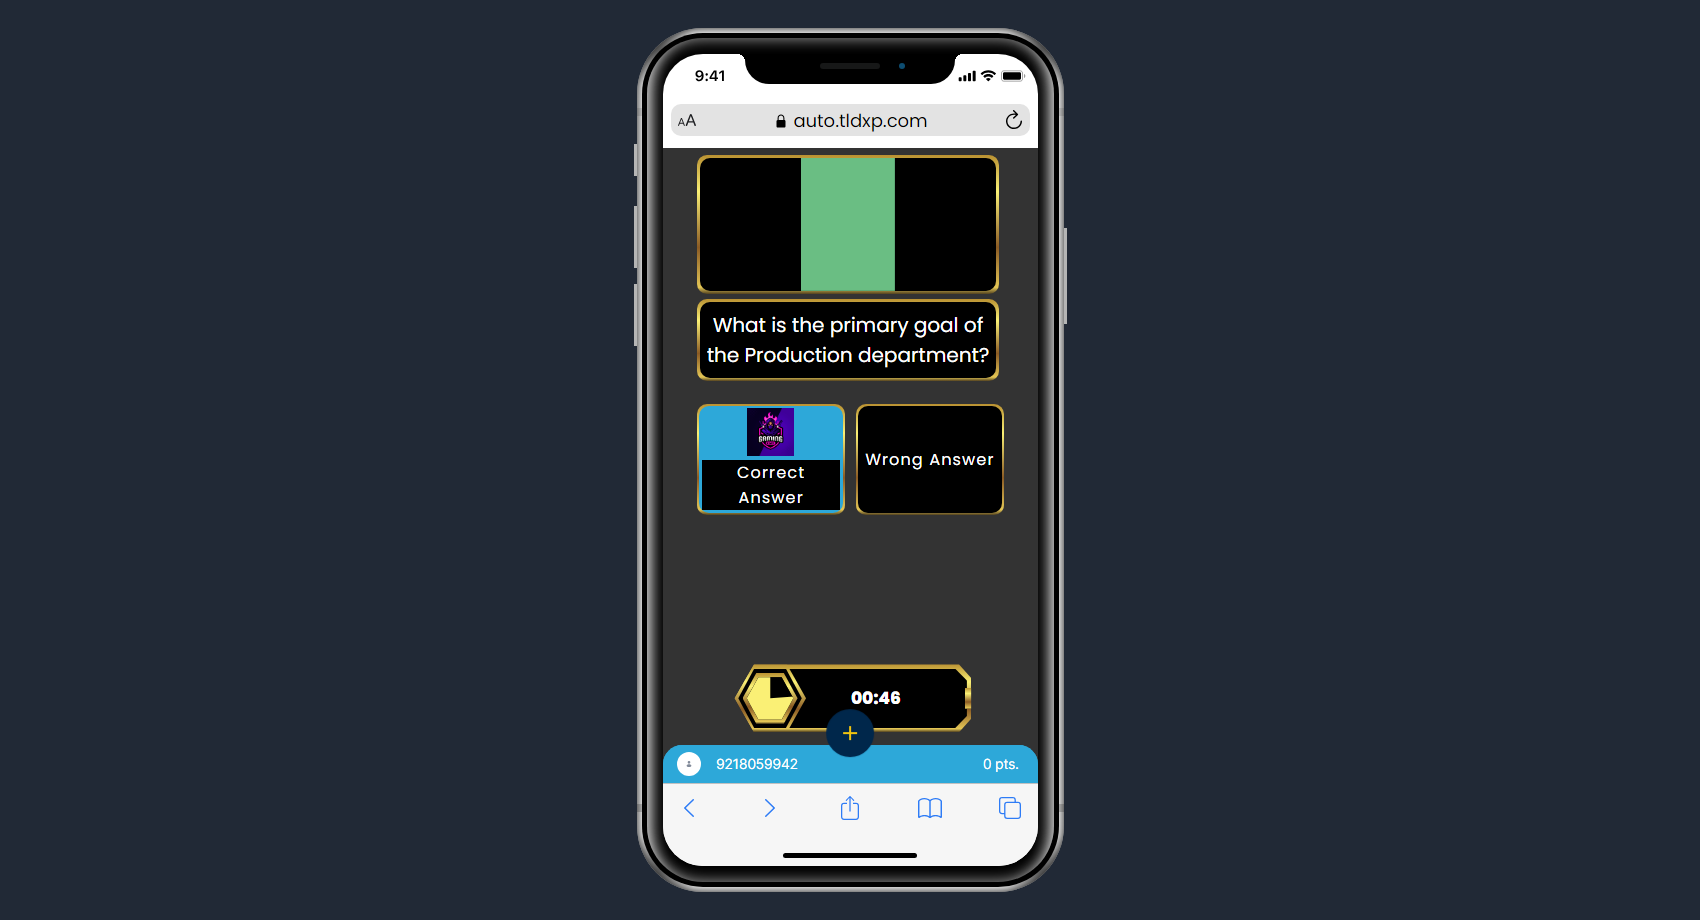 9:41
AA auto.tldxp.com
What is the primary goal of
the Production department?
GAMING
Correct
Answer
Wrong Answer
00:46
9218059942 0 pts.